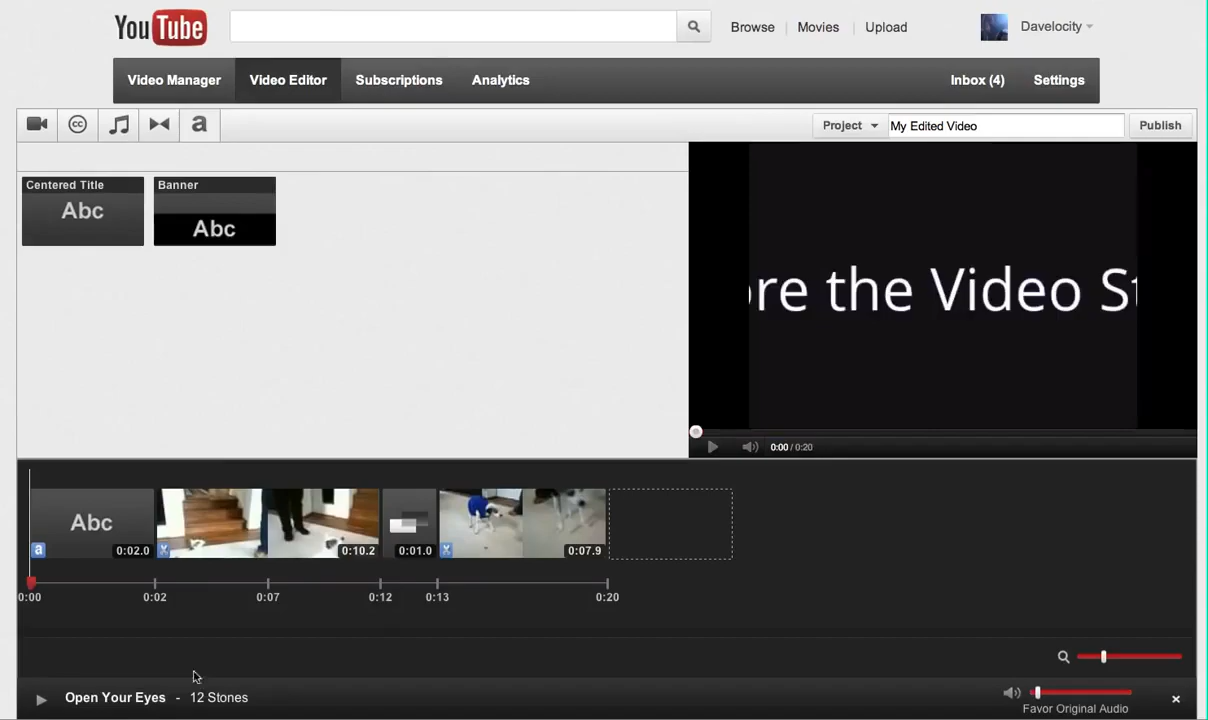 YouTube
Browse
Movies
Upload
Davelocity
Video Manager
Video Editor
Subscriptions
Analytics
Inbox (4)
Settings
cc
a
Project
My Edited Video
Publish
Centered Title
Abc
Banner
Abc
ore the Video St
0:00 / 0:20
Abc
a
0:02.0
0:10.2
0:01.0
0:07.9
0:00
0:02
0:07
0:12
0:13
0:20
Open Your Eyes - 12 Stones
Favor Original Audio